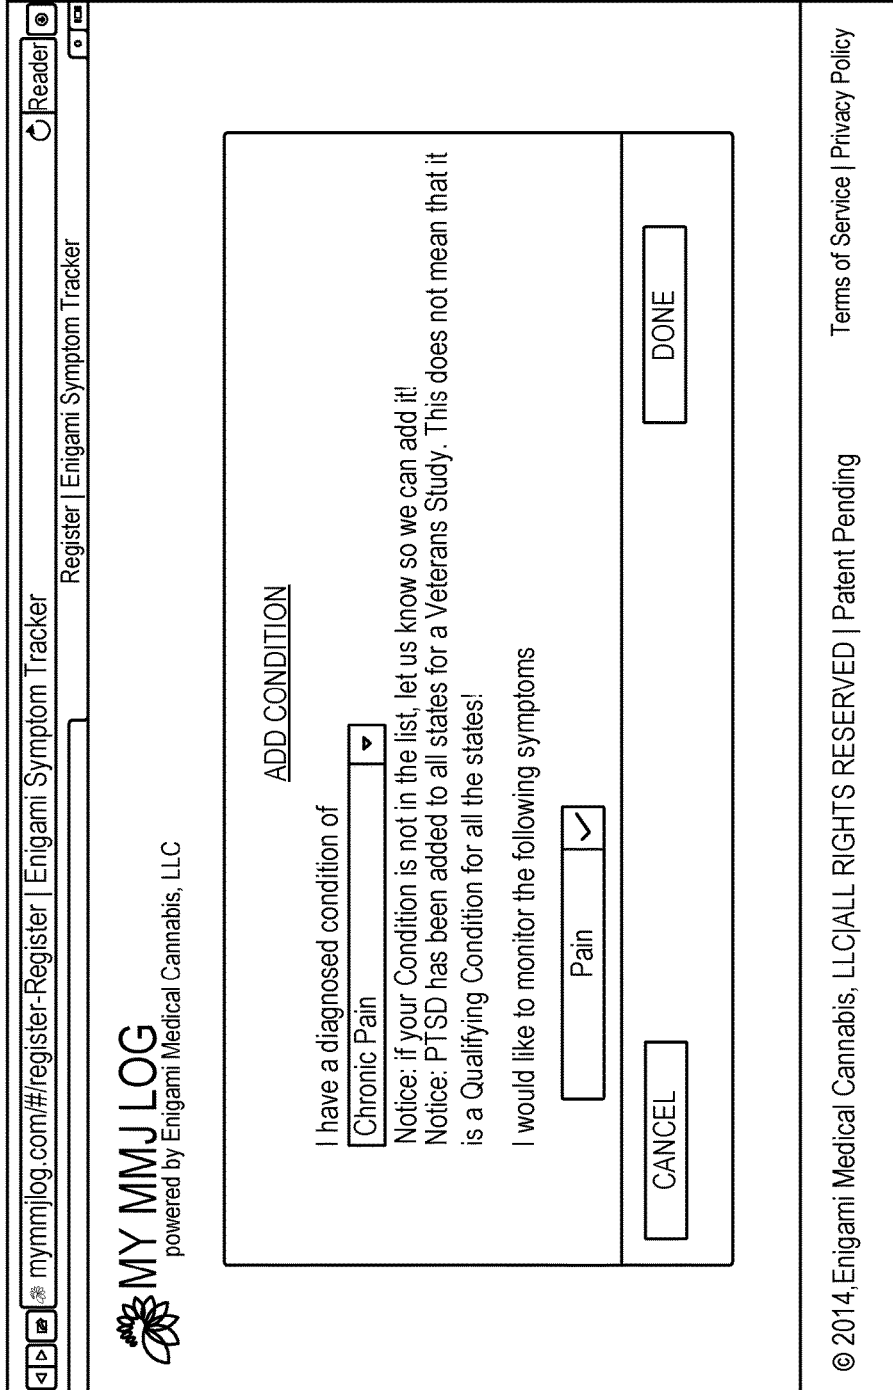 mymmjlog.com/#/register-Register | Enigami Symptom Tracker
Reader
Register | Enigami Symptom Tracker
MY MMJ LOG
powered by Enigami Medical Cannabis, LLC
ADD CONDITION
I have a diagnosed condition of
Chronic Pain
Notice: if your Condition is not in the list, let us know so we can add it!
Notice: PTSD has been added to all states for a Veterans Study. This does not mean that it
is a Qualifying Condition for all the states!
I would like to monitor the following symptoms
Pain
CANCEL
DONE
© 2014,Enigami Medical Cannabis, LLC|ALL RIGHTS RESERVED | Patent Pending
Terms of Service | Privacy Policy